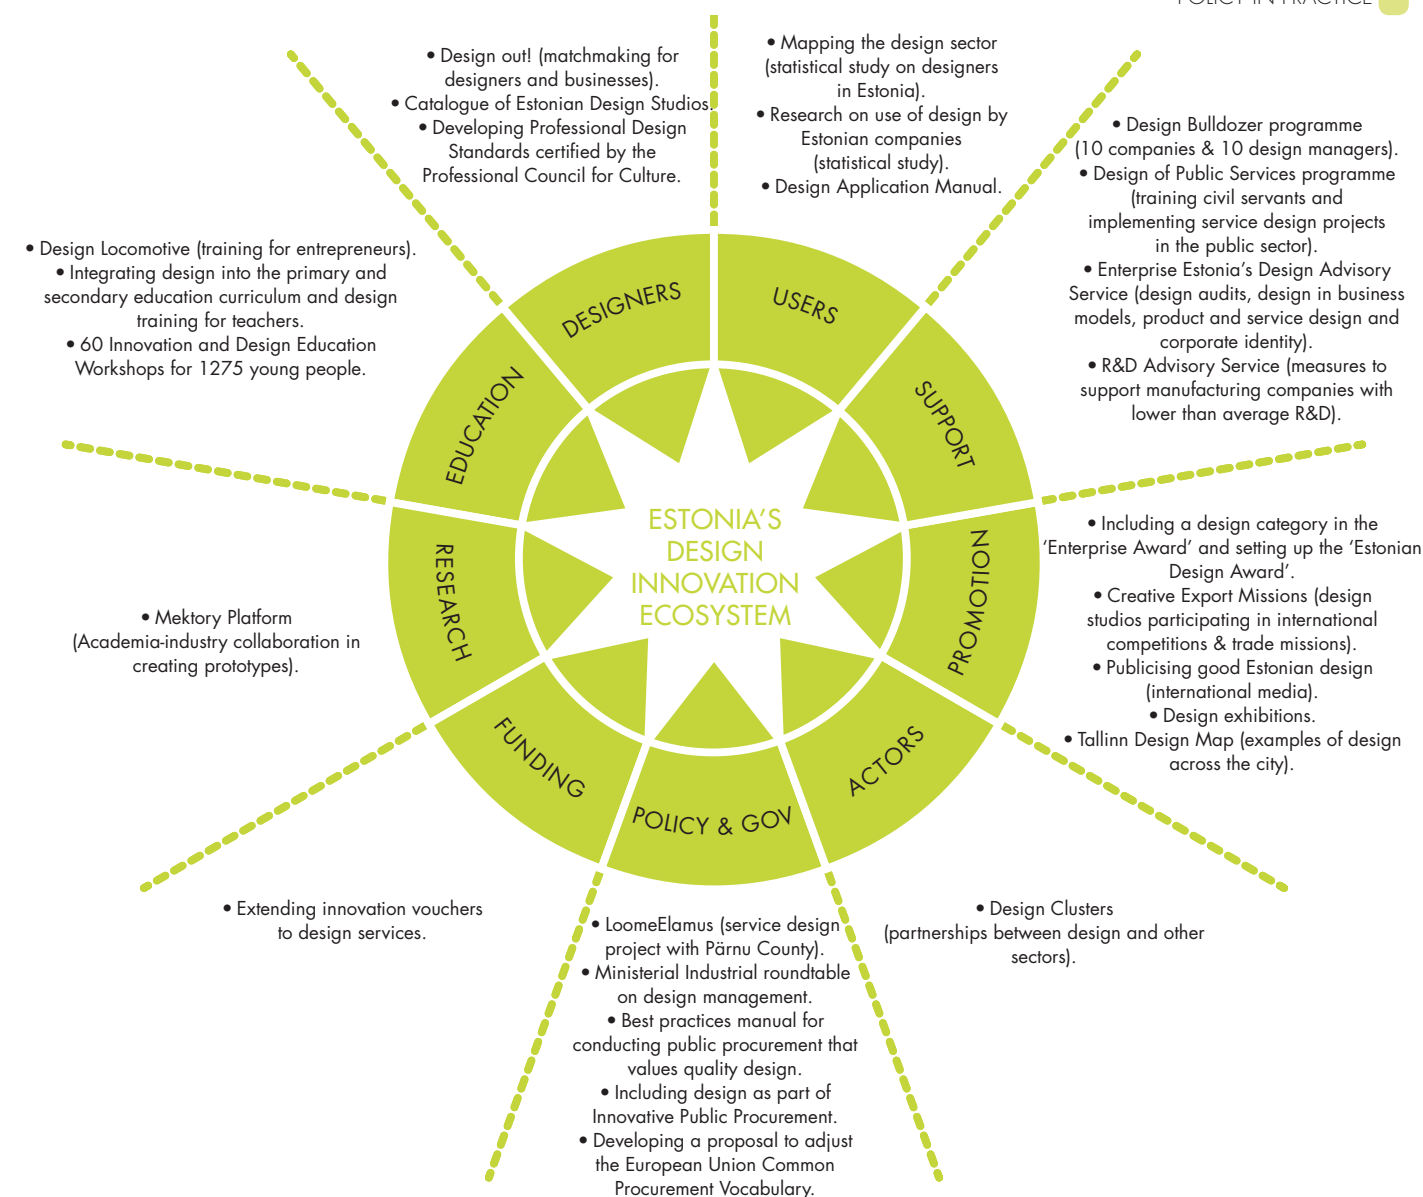 POLICY IN PRACTICE
• Design out! (matchmaking for
designers and businesses).
• Catalogue of Estonian Design Studios.
• Developing Professional Design
Standards certified by the
Professional Council for Culture.
• Mapping the design sector
(statistical study on designers
in Estonia).
• Research on use of design by
Estonian companies
(statistical study).
• Design Application Manual.
• Design Bulldozer programme
(10 companies & 10 design managers).
• Design of Public Services programme
(training civil servants and
implementing service design projects
in the public sector).
• Enterprise Estonia's Design Advisory
Service (design audits, design in business
models, product and service design and
corporate identity).
• R&D Advisory Service (measures to
support manufacturing companies with
lower than average R&D).
• Design Locomotive (training for entrepreneurs).
• Integrating design into the primary and
secondary education curriculum and design
training for teachers.
• 60 Innovation and Design Education
Workshops for 1275 young people.
DESIGNERS
USERS
EDUCATION
SUPPORT
RESEARCH
PROMOTION
FUNDING
POLICY & GOV
ACTORS
ESTONIA'S
DESIGN
INNOVATION
ECOSYSTEM
• Including a design category in the
'Enterprise Award' and setting up the 'Estonian
Design Award'.
• Creative Export Missions (design
studios participating in international
competitions & trade missions).
• Publicising good Estonian design
(international media).
• Design exhibitions.
• Tallinn Design Map (examples of design
across the city).
• Mektory Platform
(Academia-industry collaboration in
creating prototypes).
• Extending innovation vouchers
to design services.
• LoomeElamus (service design
project with Pärnu County).
• Ministerial Industrial roundtable
on design management.
• Best practices manual for
conducting public procurement that
values quality design.
• Including design as part of
Innovative Public Procurement.
• Developing a proposal to adjust
the European Union Common
Procurement Vocabulary.
• Design Clusters
(partnerships between design and other
sectors).